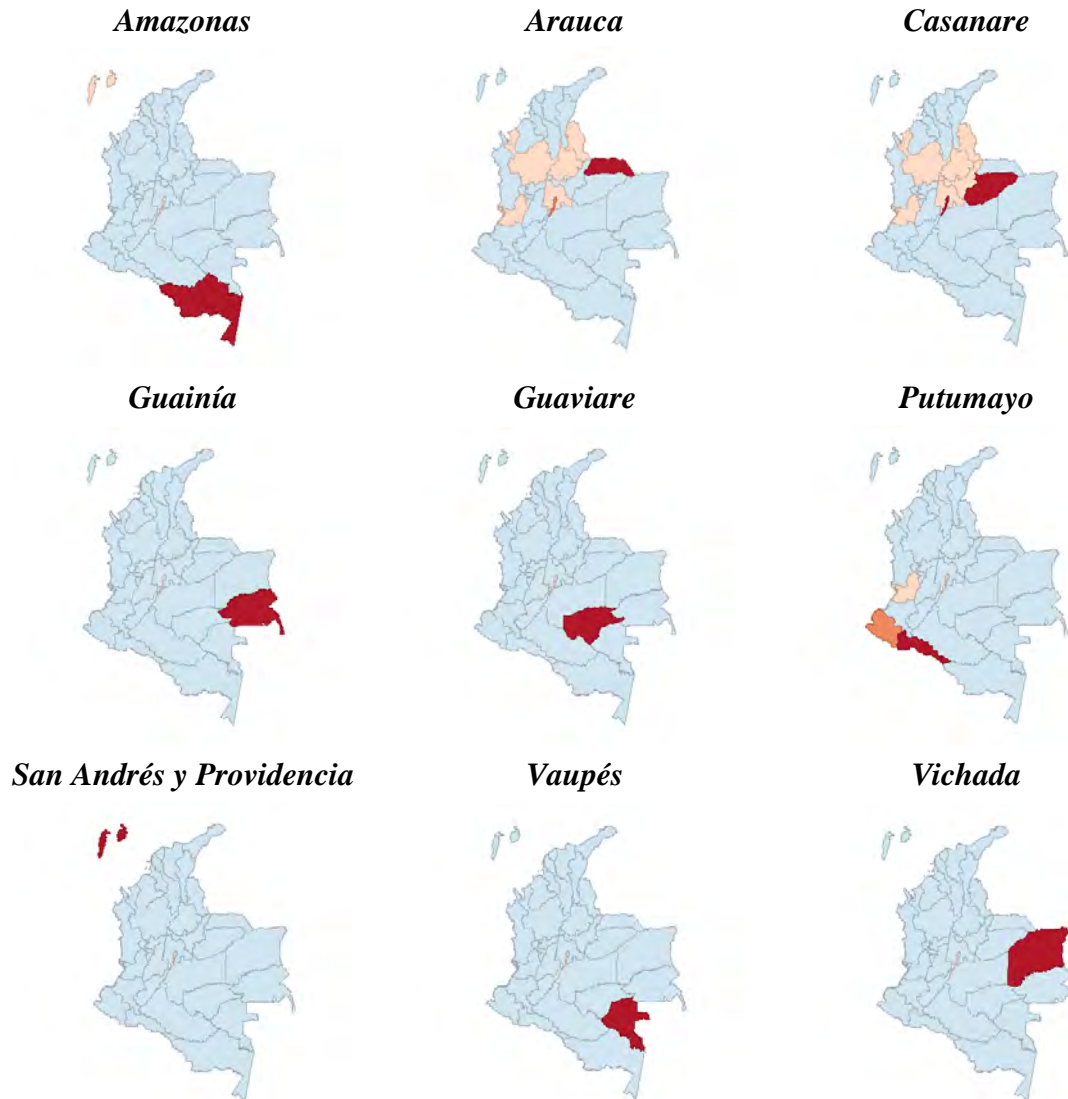 Amazonas
Arauca
Casanare
Guainía
Guaviare
Putumayo
San Andrés y Providencia
Vaupés
Vichada